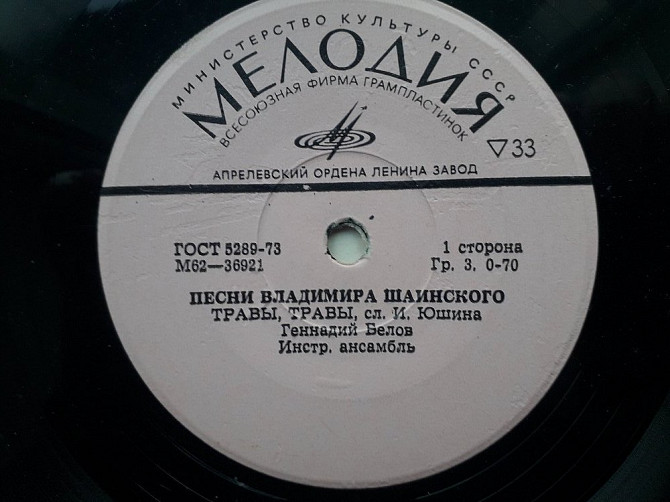 МИНИСТЕРСТВО КУЛЬТУРЫ СССР
МЕЛОДИЯ
ВСЕСОЮЗНАЯ ФИРМА ГРАМПЛАСТИНОК
▽33
АПРЕЛЕВСКИЙ ОРДЕНА ЛЕНИНА ЗАВОД
ГОСТ 5289-73 1 сторона
М62—36921 Гр. 3. 0-70
ПЕСНИ ВЛАДИМИРА ШАИНСКОГО
ТРАВЫ, ТРАВЫ, сл. И. Юшина
Геннадий Белов
Инстр. ансамбль